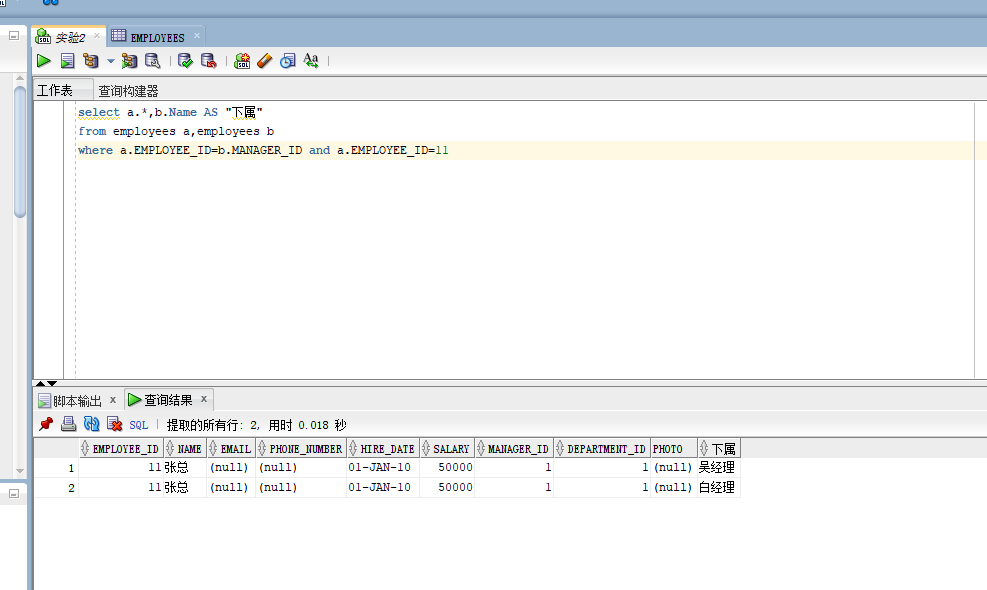 实验2 × EMPLOYEES ×
工作表 查询构建器
select a.*,b.Name AS "下属"
from employees a,employees b
where a.EMPLOYEE_ID=b.MANAGER_ID and a.EMPLOYEE_ID=11
脚本输出 × 查询结果 ×
SQL | 提取的所有行: 2, 用时 0.018 秒
EMPLOYEE_ID NAME EMAIL PHONE_NUMBER HIRE_DATE SALARY MANAGER_ID DEPARTMENT_ID PHOTO 下属
1 11 张总 (null) (null) 01-JAN-10 50000 1 1 (null) 吴经理
2 11 张总 (null) (null) 01-JAN-10 50000 1 1 (null) 白经理